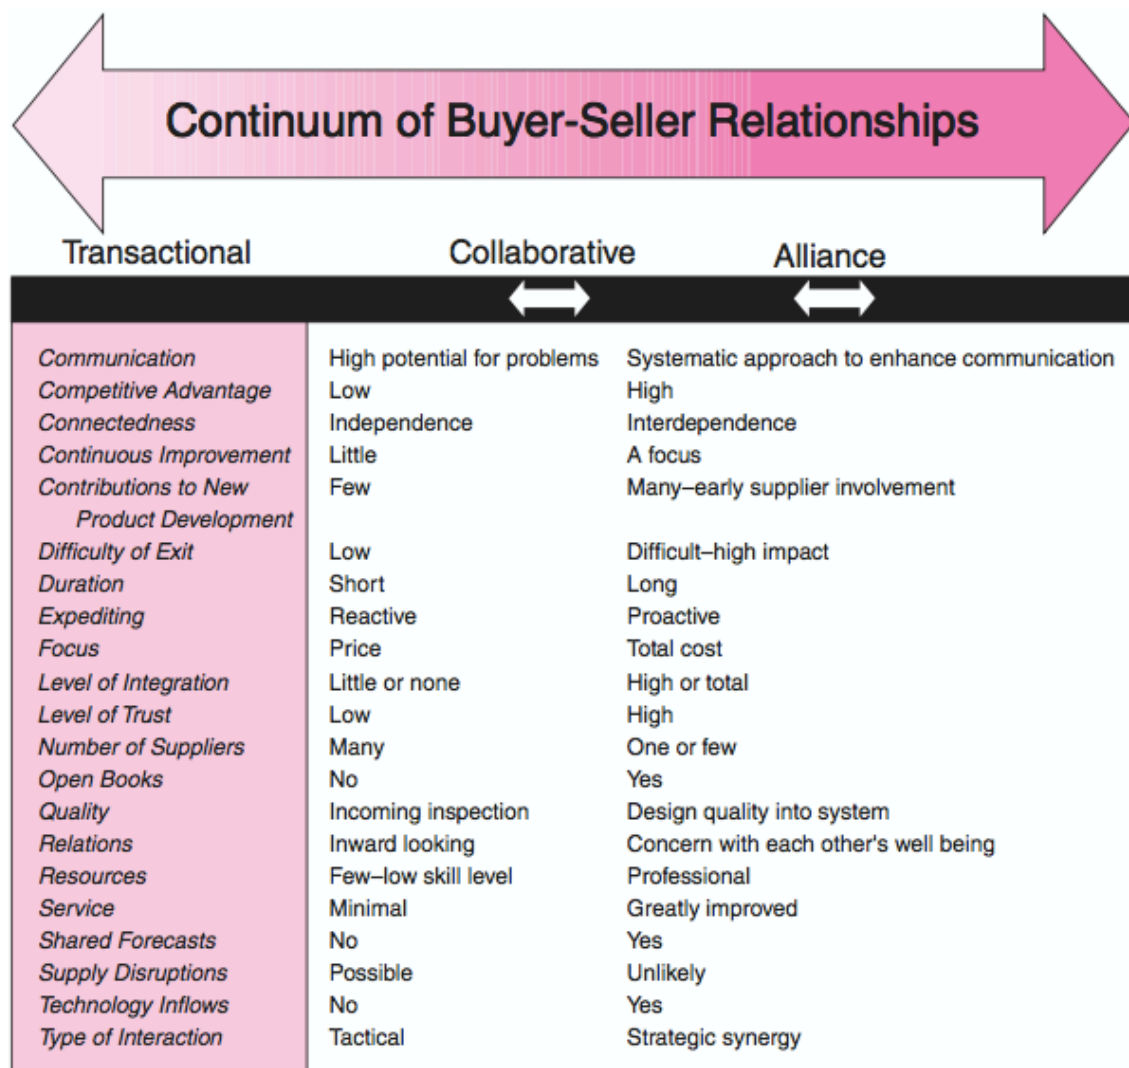 Continuum of Buyer-Seller Relationships
Transactional Collaborative Alliance
Communication High potential for problems Systematic approach to enhance communication
Competitive Advantage Low High
Connectedness Independence Interdependence
Continuous Improvement Little A focus
Contributions to New Few Many–early supplier involvement
Product Development
Difficulty of Exit Low Difficult–high impact
Duration Short Long
Expediting Reactive Proactive
Focus Price Total cost
Level of Integration Little or none High or total
Level of Trust Low High
Number of Suppliers Many One or few
Open Books No Yes
Quality Incoming inspection Design quality into system
Relations Inward looking Concern with each other's well being
Resources Few–low skill level Professional
Service Minimal Greatly improved
Shared Forecasts No Yes
Supply Disruptions Possible Unlikely
Technology Inflows No Yes
Type of Interaction Tactical Strategic synergy